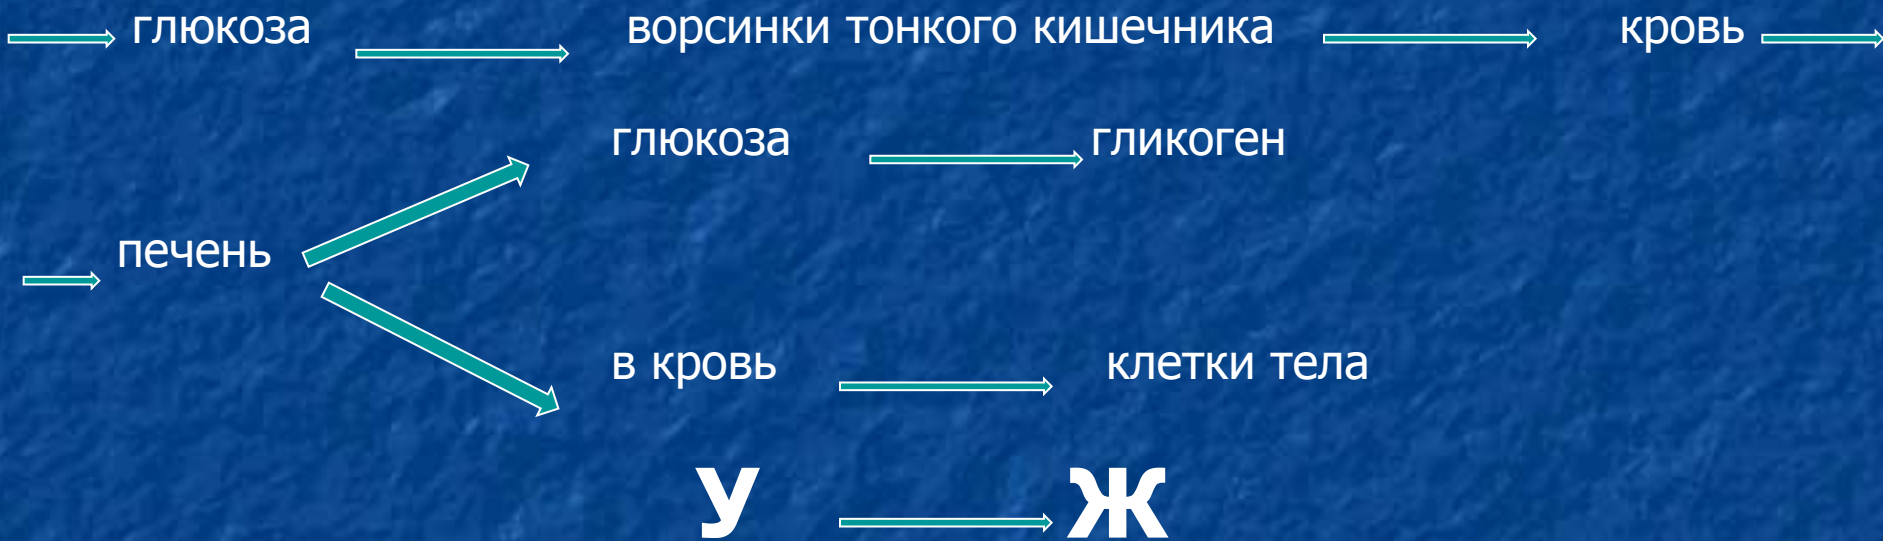 глюкоза ворсинки тонкого кишечника кровь
глюкоза гликоген
печень
в кровь клетки тела
У Ж